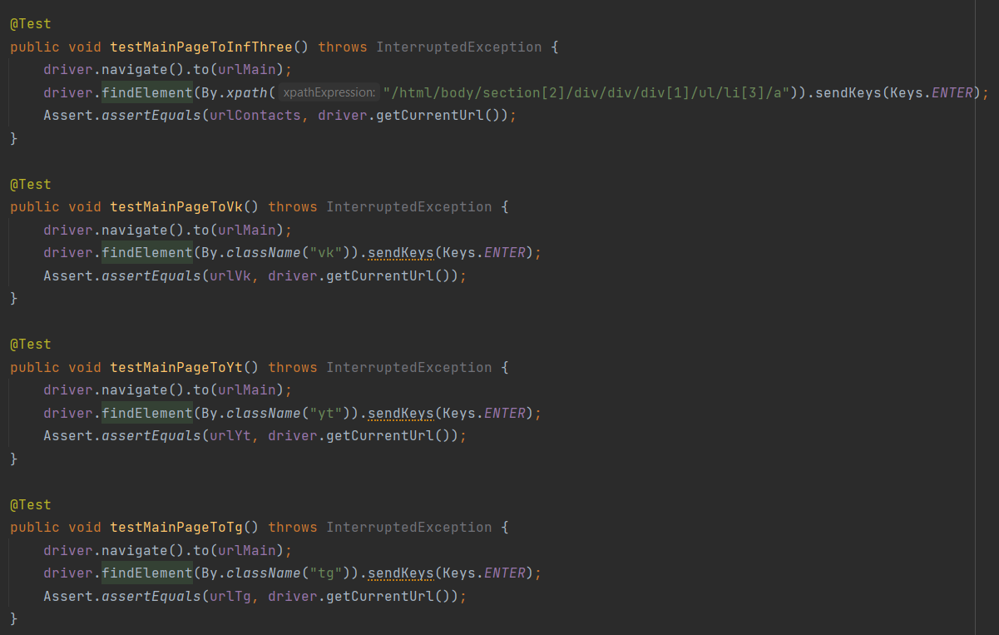 @Test
public void testMainPageToInfThree() throws InterruptedException {
    driver.navigate().to(urlMain);
    driver.findElement(By.xpath( xpathExpression: "/html/body/section[2]/div/div/div[1]/ul/li[3]/a")).sendKeys(Keys.ENTER);
    Assert.assertEquals(urlContacts, driver.getCurrentUrl());
}
@Test
public void testMainPageToVk() throws InterruptedException {
    driver.navigate().to(urlMain);
    driver.findElement(By.className("vk")).sendKeys(Keys.ENTER);
    Assert.assertEquals(urlVk, driver.getCurrentUrl());
}
@Test
public void testMainPageToYt() throws InterruptedException {
    driver.navigate().to(urlMain);
    driver.findElement(By.className("yt")).sendKeys(Keys.ENTER);
    Assert.assertEquals(urlYt, driver.getCurrentUrl());
}
@Test
public void testMainPageToTg() throws InterruptedException {
    driver.navigate().to(urlMain);
    driver.findElement(By.className("tg")).sendKeys(Keys.ENTER);
    Assert.assertEquals(urlTg, driver.getCurrentUrl());
}